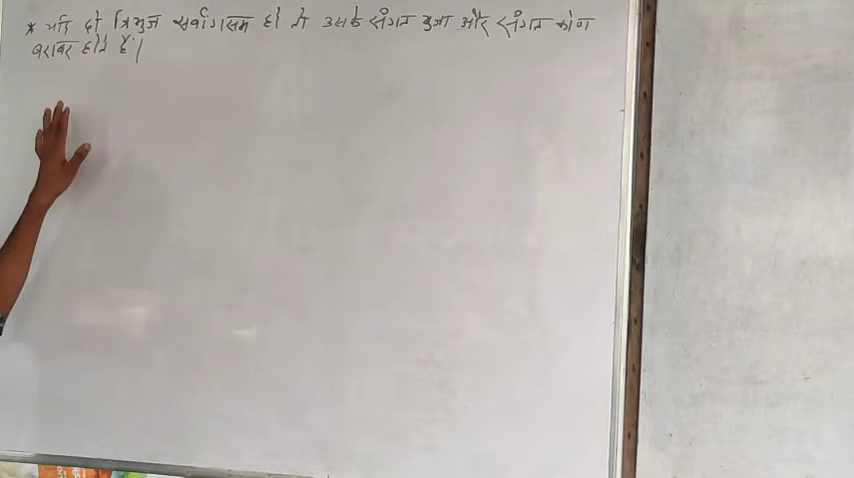 * यदि दो त्रिभुज सर्वांगसम हो तो उसके संगत भुजा और संगत कोण
बराबर होते हैं।